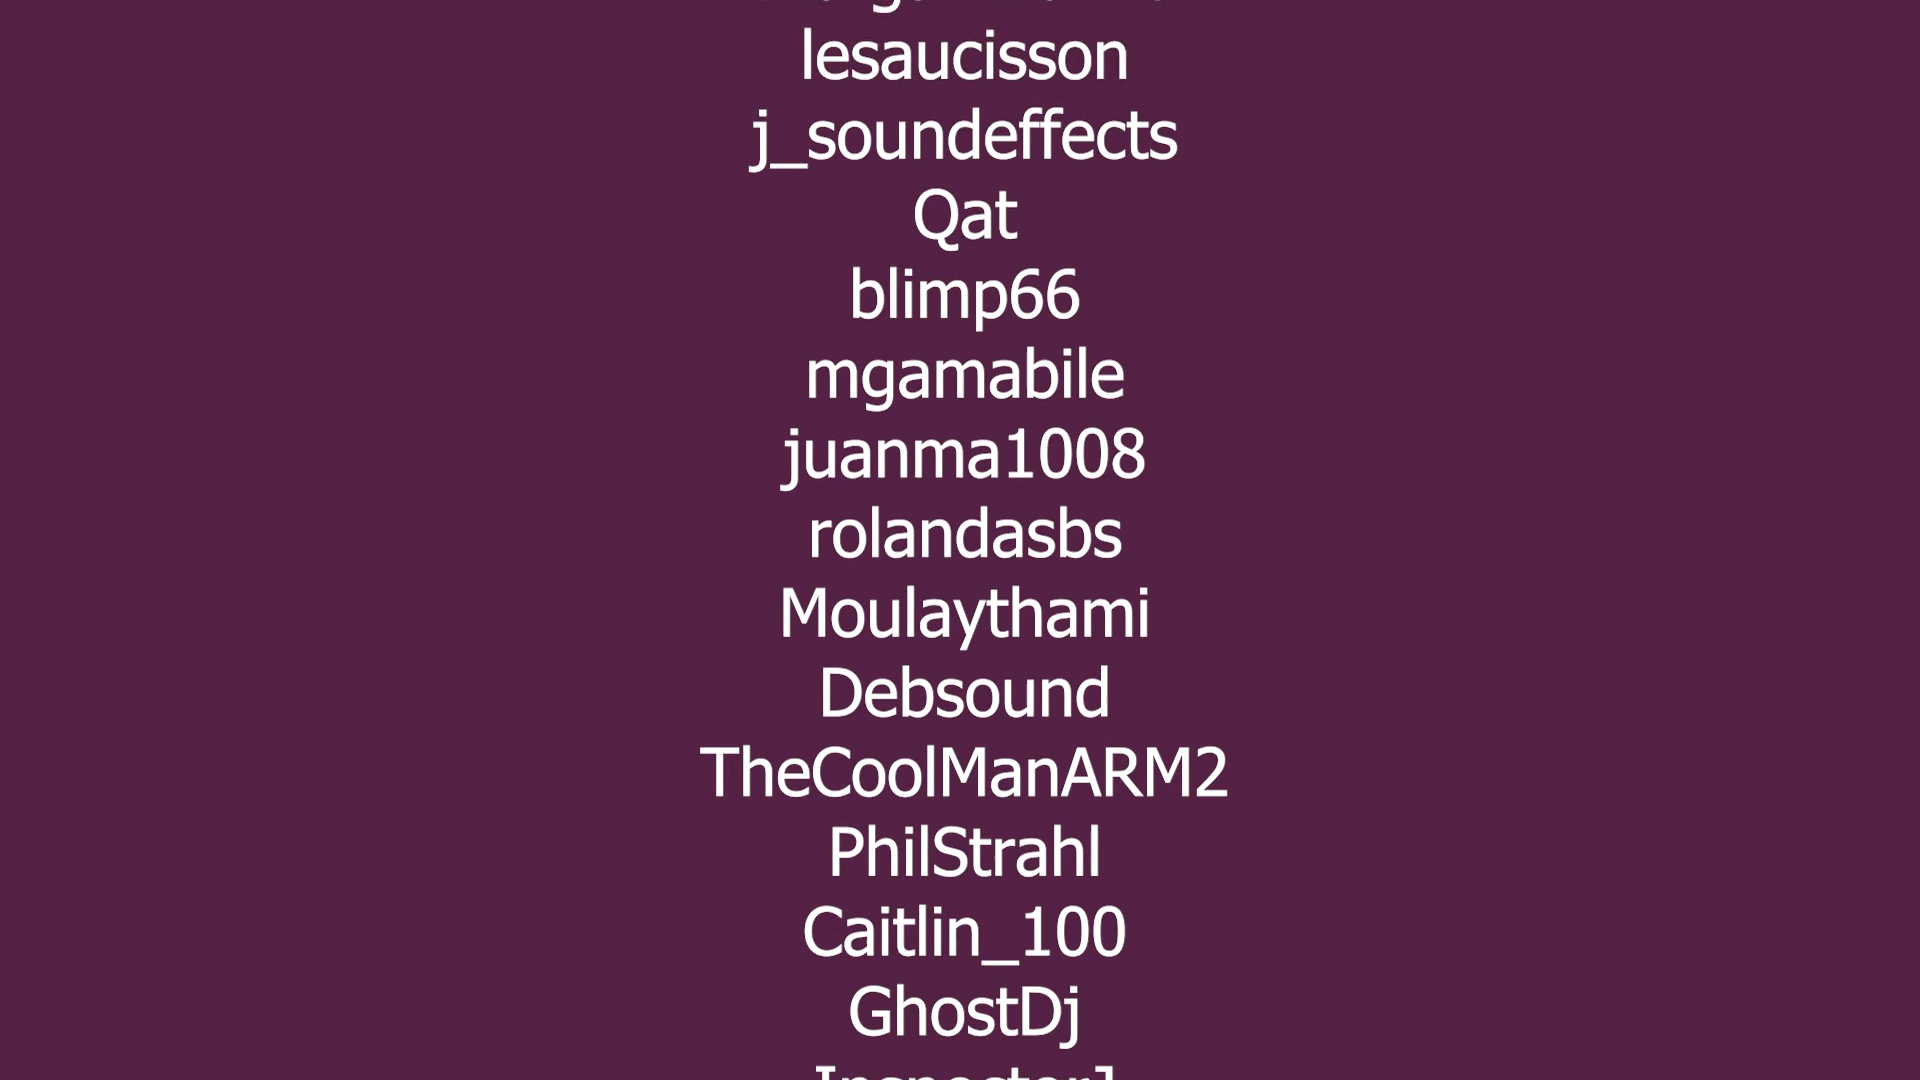 lesaucisson
j_soundeffects
Qat
blimp66
mgamabile
juanma1008
rolandasbs
Moulaythami
Debsound
TheCoolManARM2
PhilStrahl
Caitlin_100
GhostDj